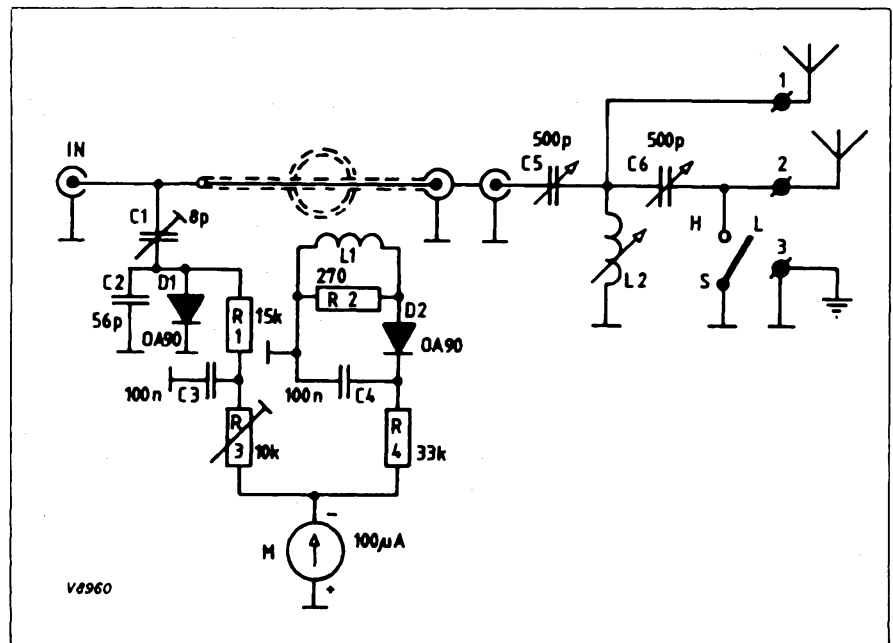 IN
C1
8p
C2
56p
D1
OA90
R
1
15k
C3
100n
R
3
10k
L1
270
R 2
D2
OA90
100n
C4
R
4
33k
M
100µA
-
+
500p
C5
500p
C6
L2
1
2
3
H
L
S
V8960